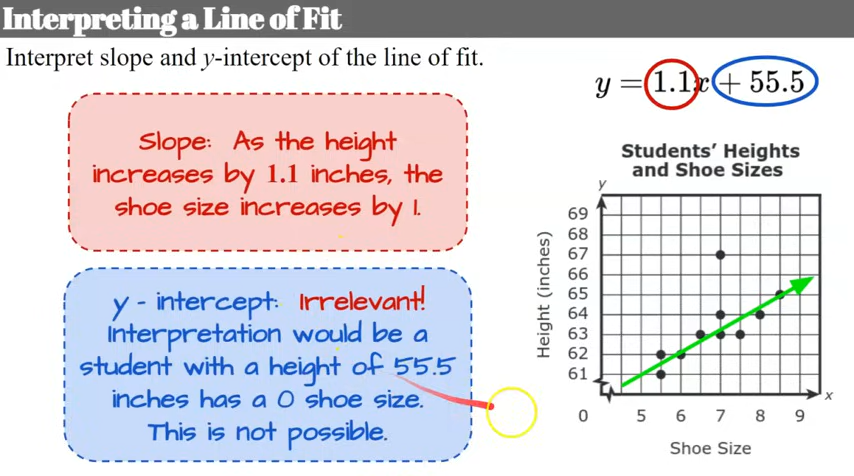 Interpreting a Line of Fit
Interpret slope and y-intercept of the line of fit.
y = 1.1x + 55.5
Slope: As the height
increases by 1.1 inches, the
shoe size increases by 1.
y - intercept: Irrelevant!
Interpretation would be a
student with a height of 55.5
inches has a 0 shoe size.
This is not possible.
Students' Heights
and Shoe Sizes
y
69
68
67
66
65
64
63
62
61
Height (inches)
x
0 5 6 7 8 9
Shoe Size